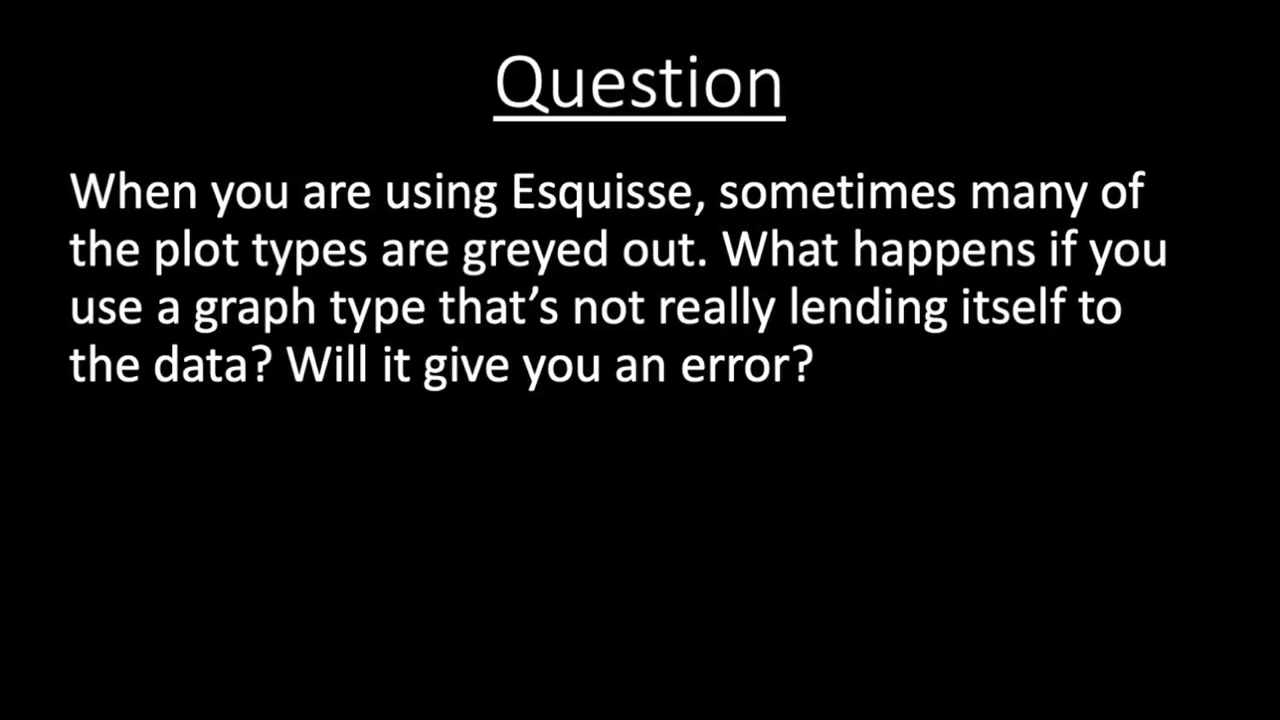 Question
When you are using Esquisse, sometimes many of
the plot types are greyed out. What happens if you
use a graph type that’s not really lending itself to
the data? Will it give you an error?